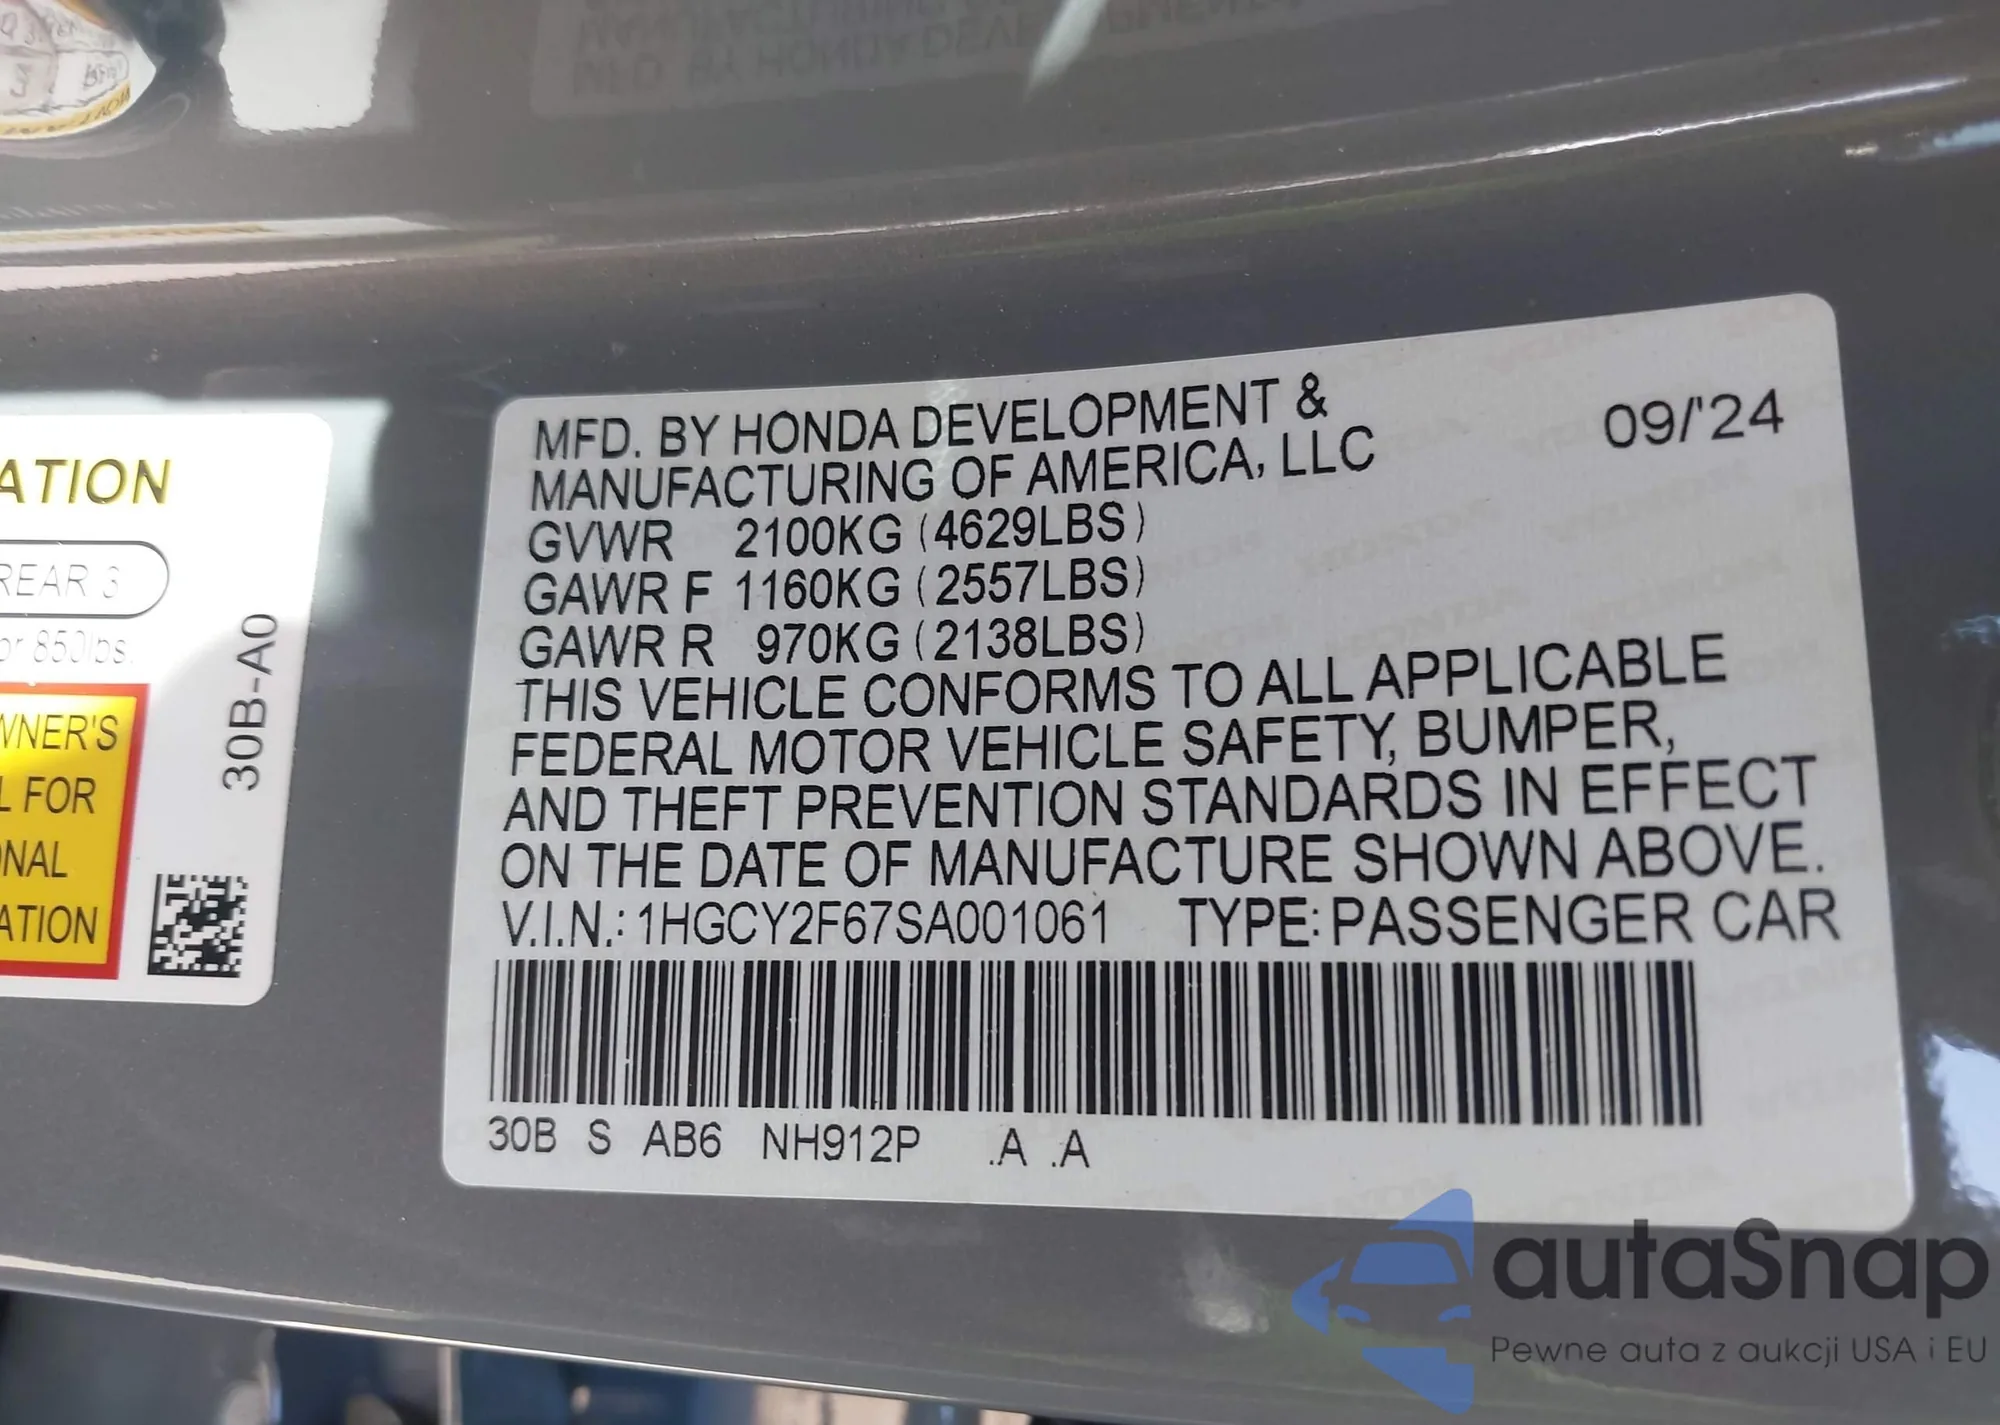 MFD. BY HONDA DEVELOPMENT &
MANUFACTURING OF AMERICA, LLC
09/'24
GVWR 2100KG (4629LBS)
GAWR F 1160KG (2557LBS)
GAWR R 970KG (2138LBS)
THIS VEHICLE CONFORMS TO ALL APPLICABLE
FEDERAL MOTOR VEHICLE SAFETY, BUMPER,
AND THEFT PREVENTION STANDARDS IN EFFECT
ON THE DATE OF MANUFACTURE SHOWN ABOVE.
V.I.N.: 1HGCY2F67SA001061 TYPE: PASSENGER CAR
30B S AB6 NH912P .A .A
ATION
REAR 3
or 850lbs.
WNER'S
L FOR
ONAL
ATION
30B-A0
autaSnap
Pewne auta z aukcji USA i EU